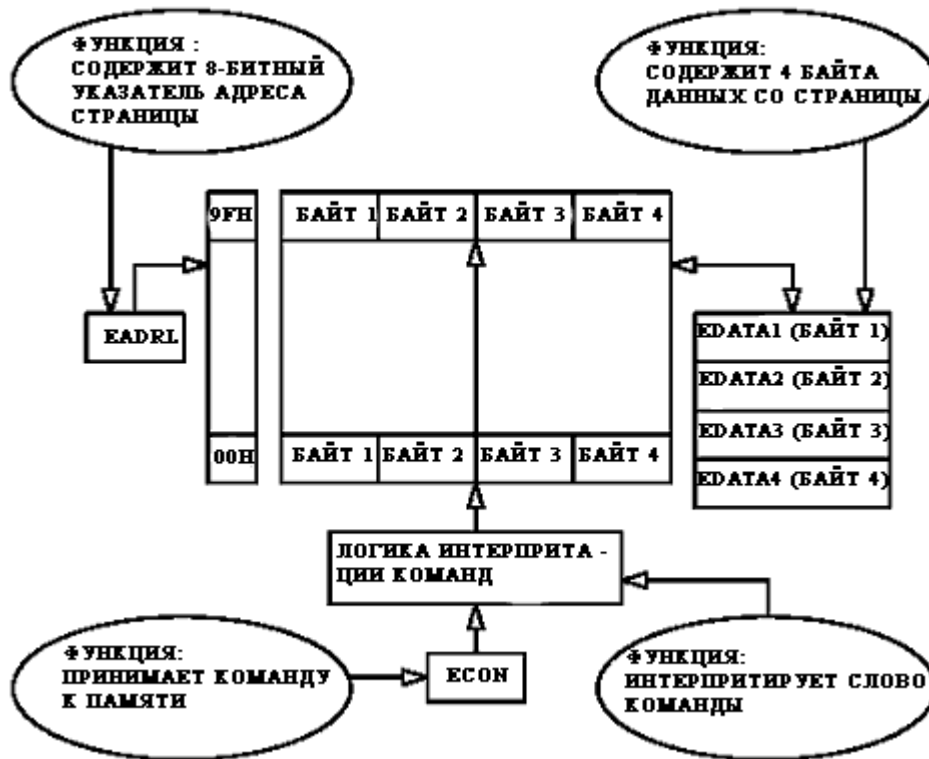 ФУНКЦИЯ :
СОДЕРЖИТ 8-БИТНЫЙ
УКАЗАТЕЛЬ АДРЕСА
СТРАНИЦЫ
ФУНКЦИЯ:
СОДЕРЖИТ 4 БАЙТА
ДАННЫХ СО СТРАНИЦЫ
9FH
БАЙТ 1
БАЙТ 2
БАЙТ 3
БАЙТ 4
EADRL
EDATA1 (БАЙТ 1)
EDATA2 (БАЙТ 2)
EDATA3 (БАЙТ 3)
EDATA4 (БАЙТ 4)
00H
БАЙТ 1
БАЙТ 2
БАЙТ 3
БАЙТ 4
ЛОГИКА ИНТЕРПРИТА -
ЦИИ КОМАНД
ФУНКЦИЯ:
ПРИНИМАЕТ КОМАНДУ
К ПАМЯТИ
ECON
ФУНКЦИЯ:
ИНТЕРПРИТИРУЕТ СЛОВО
КОМАНДЫ